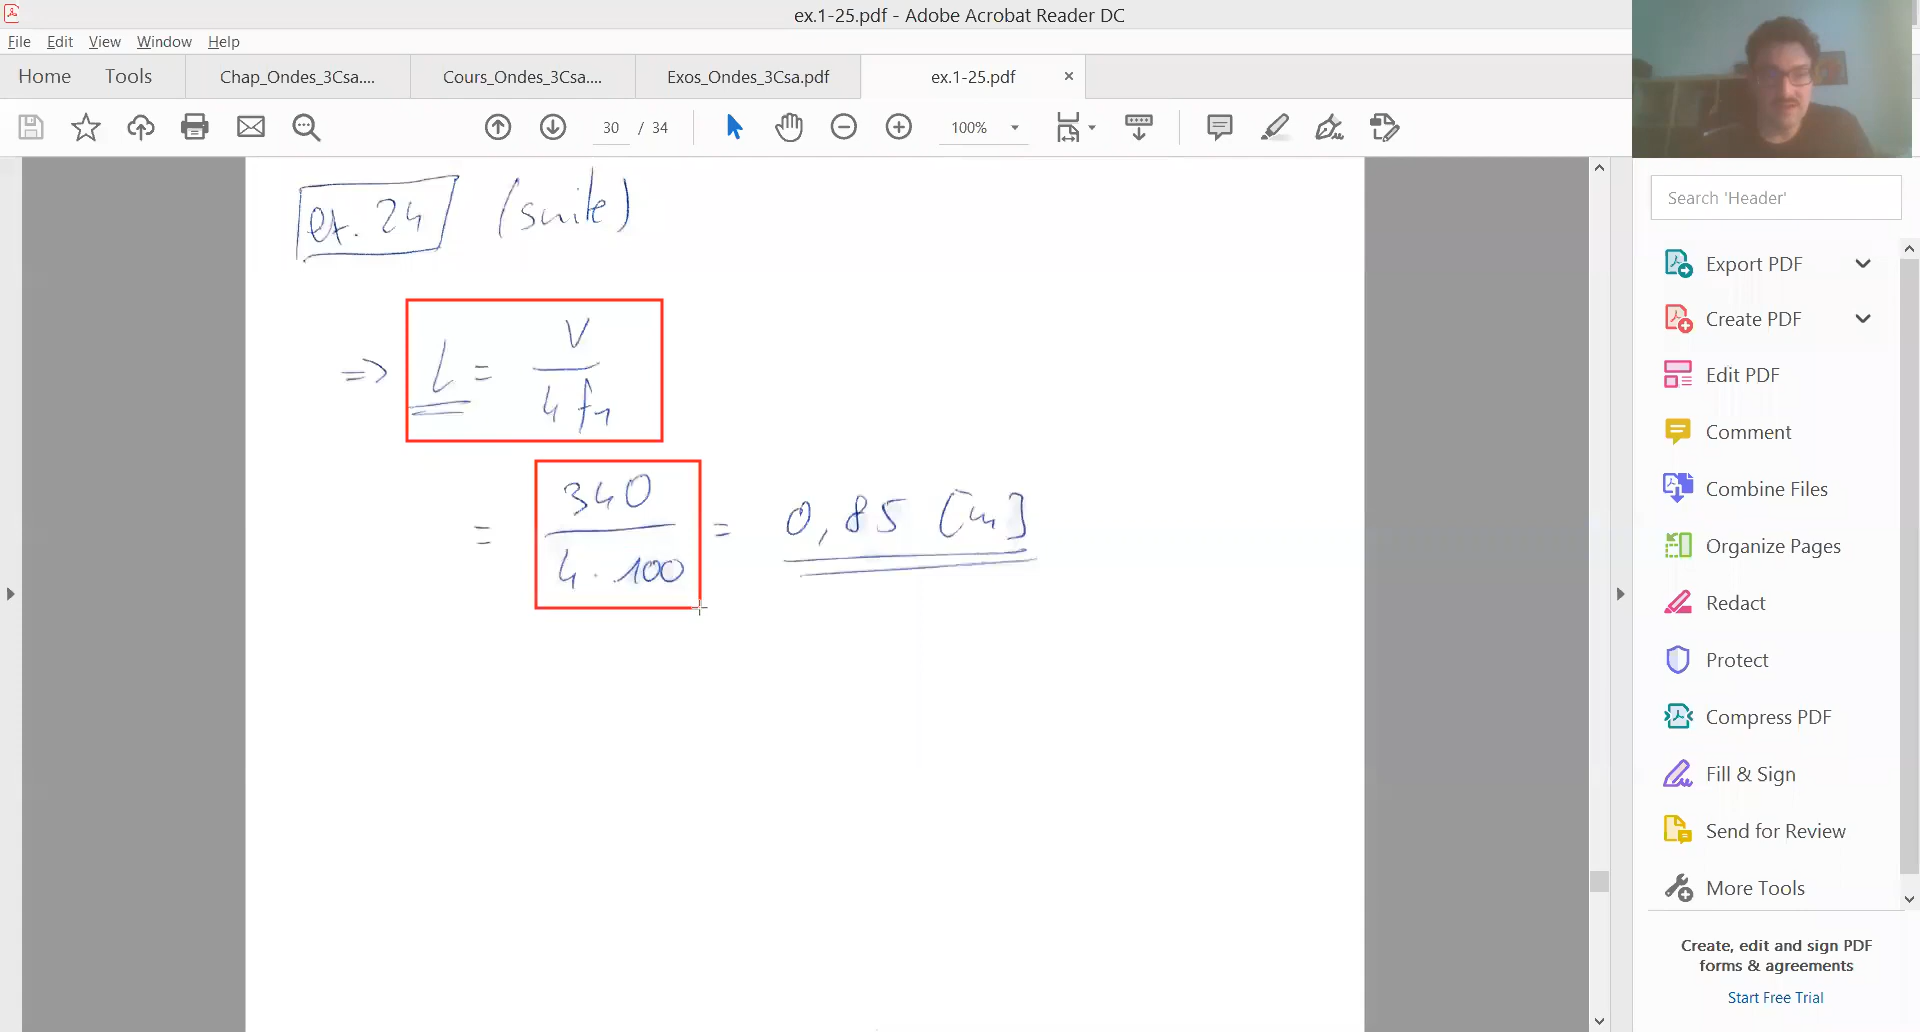 ex.1-25.pdf - Adobe Acrobat Reader DC
File Edit View Window Help
Home Tools Chap_Ondes_3Csa.... Cours_Ondes_3Csa.... Exos_Ondes_3Csa.pdf ex.1-25.pdf ×
30 / 34 100%
ex. 24 (suite)
=> L = v / 4 f1
= 340 / 4 · 100 = 0,85 [m]
Search 'Header'
Export PDF
Create PDF
Edit PDF
Comment
Combine Files
Organize Pages
Redact
Protect
Compress PDF
Fill & Sign
Send for Review
More Tools
Create, edit and sign PDF
forms & agreements
Start Free Trial